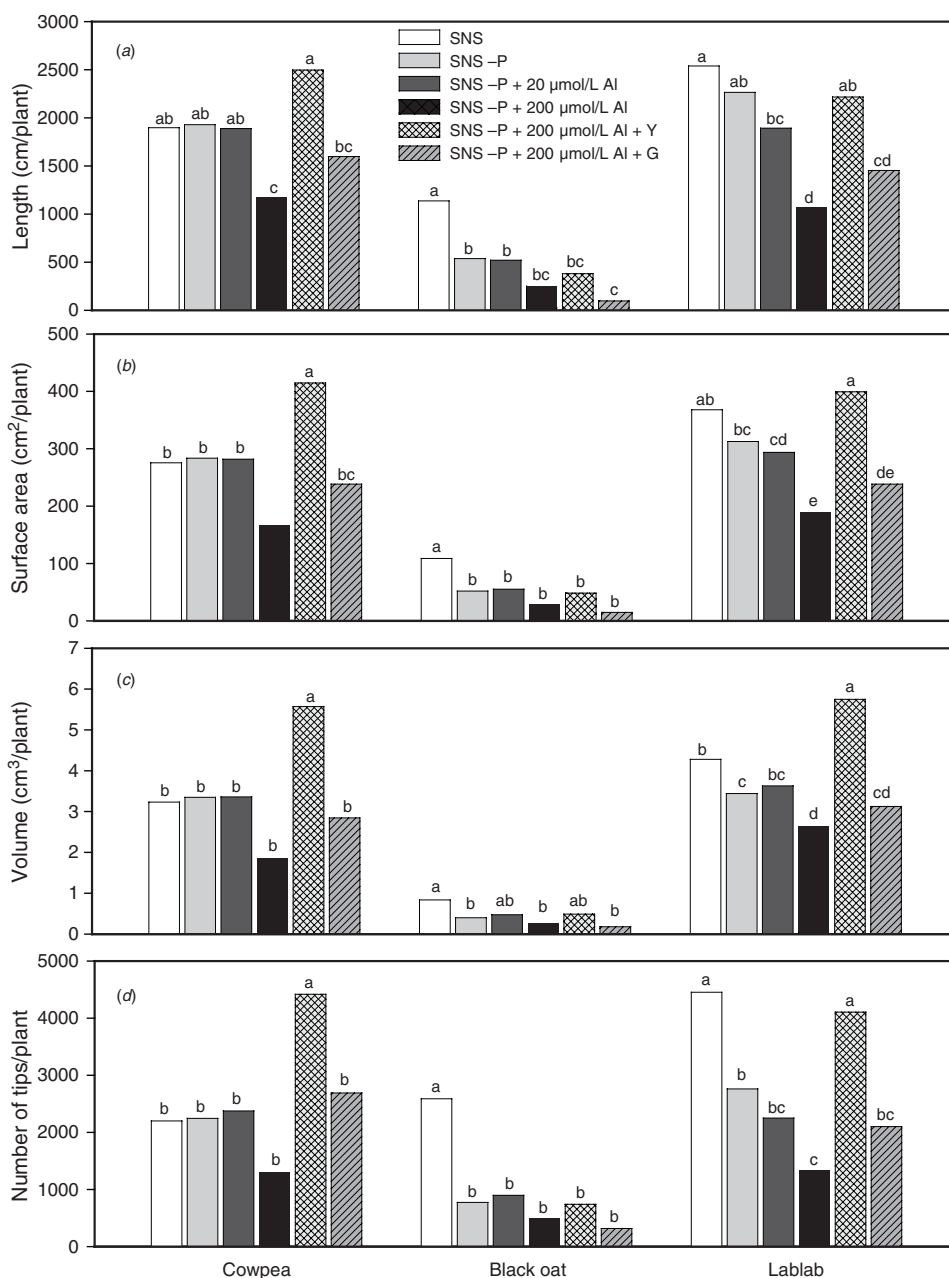 (a)
SNS
SNS –P
SNS –P + 20 µmol/L Al
SNS –P + 200 µmol/L Al
SNS –P + 200 µmol/L Al + Y
SNS –P + 200 µmol/L Al + G
Length (cm/plant)
3000
2500
2000
1500
1000
500
0
ab ab ab c a bc
a b b bc bc c
a ab bc d ab cd
(b)
Surface area (cm²/plant)
500
400
300
200
100
0
b b b a bc
a b b b b b
ab bc cd e a de
(c)
Volume (cm³/plant)
7
6
5
4
3
2
1
0
b b b b a b
a b ab b ab b
b c bc d a cd
(d)
Number of tips/plant
5000
4000
3000
2000
1000
0
b b b b a b
a b b b b b
a b bc c a bc
Cowpea Black oat Lablab